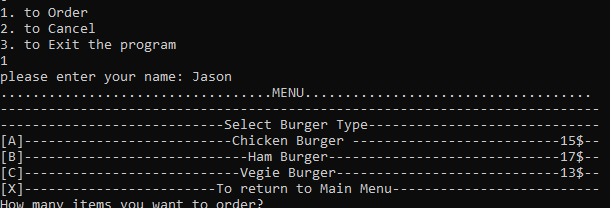 1. to Order
2. to Cancel
3. to Exit the program
1
please enter your name: Jason
..................................MENU....................................
---------------------------------------------------------------------------
----------------------------Select Burger Type-----------------------------
[A]--------------------------Chicken Burger --------------------------15$--
[B]----------------------------Ham Burger-----------------------------17$--
[C]---------------------------Vegie Burger----------------------------13$--
[X]------------------------To return to Main Menu--------------------------
How many items you want to order?